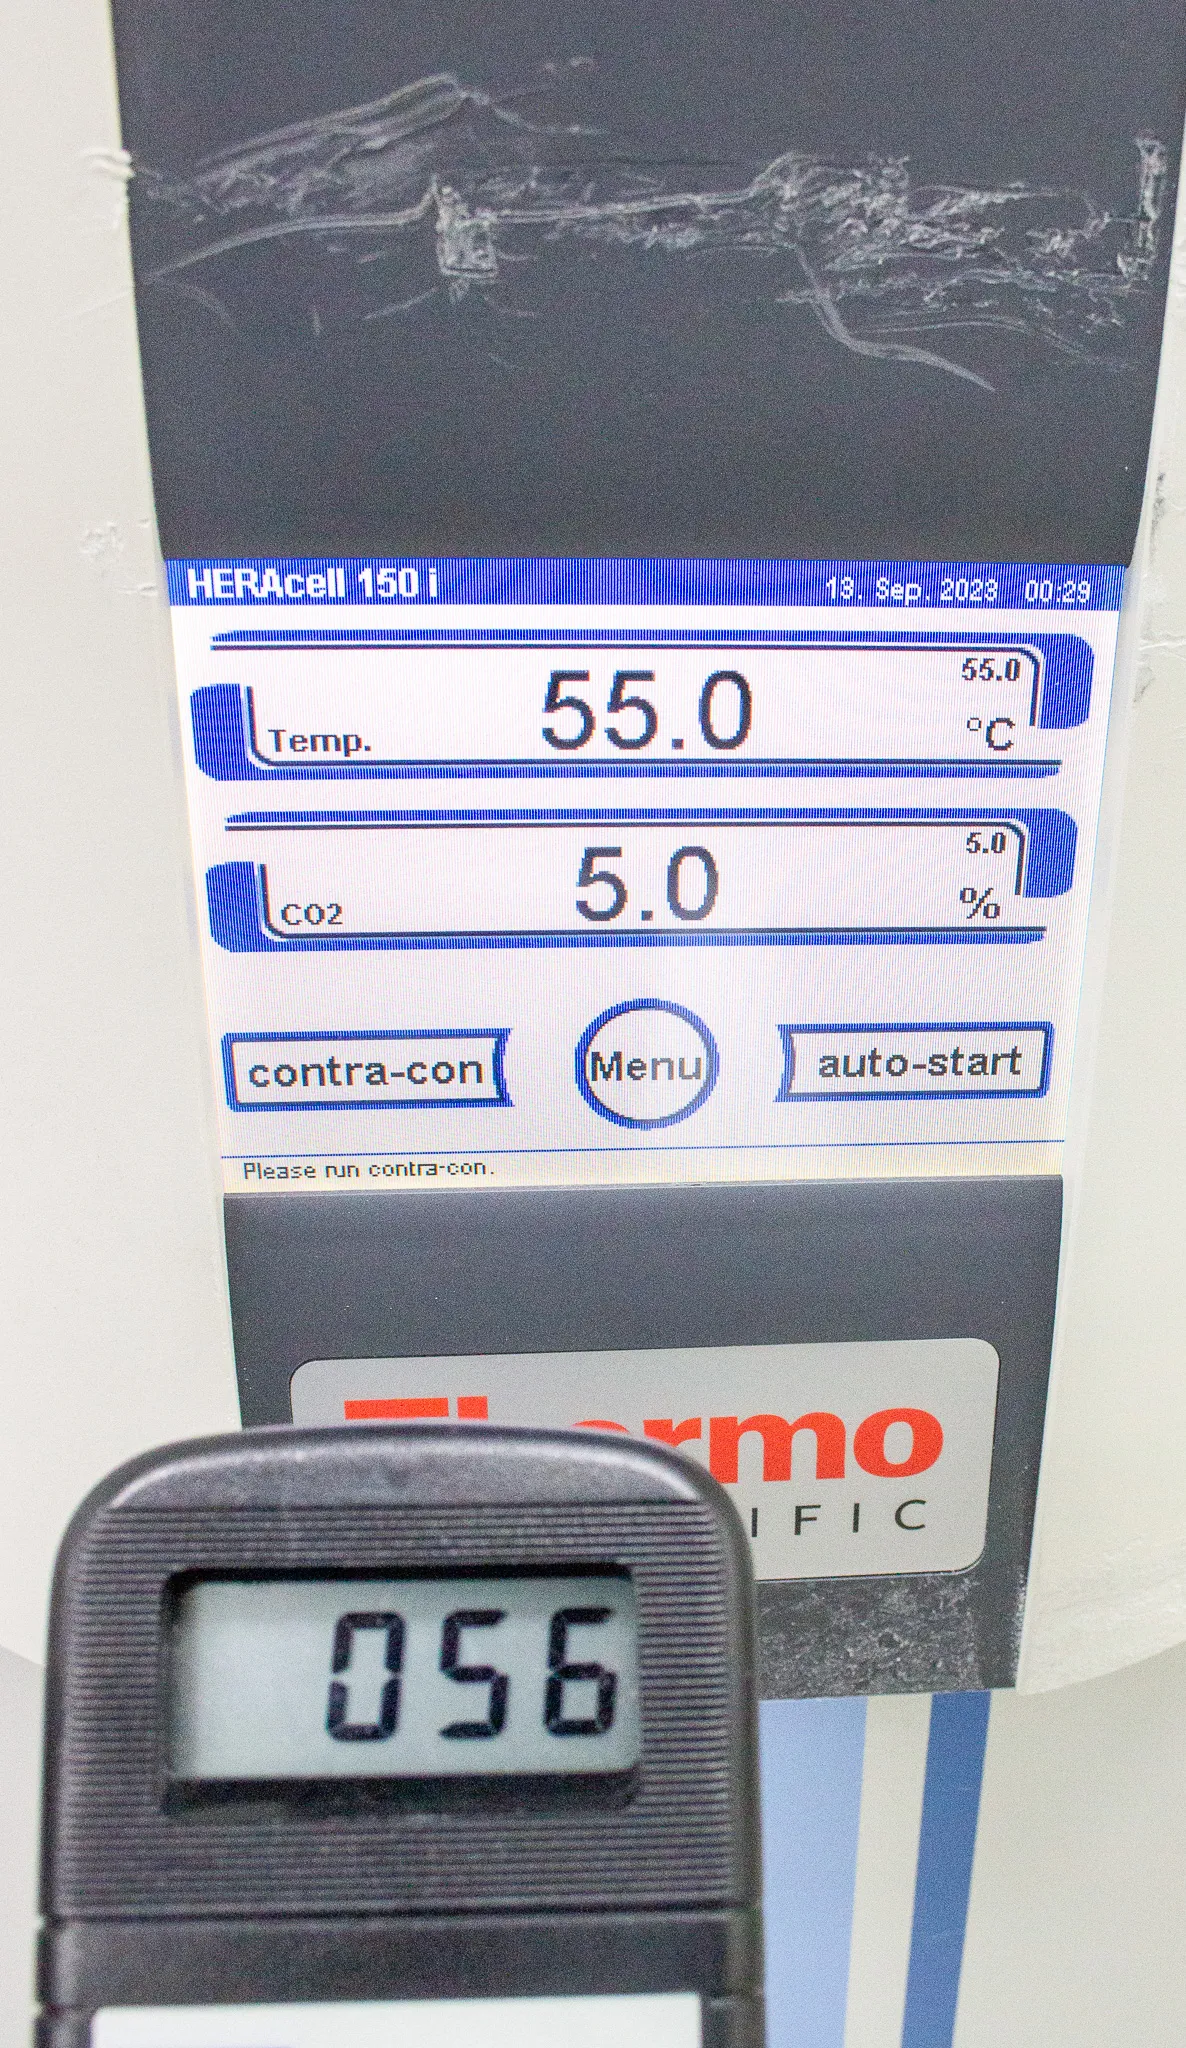 HERAcell 150 i 13. Sep. 2023 00:29
55.0
Temp. 55.0 °C
5.0
CO2 5.0 %
contra-con Menu auto-start
Please run contra-con.
Thermo
IFIC
056